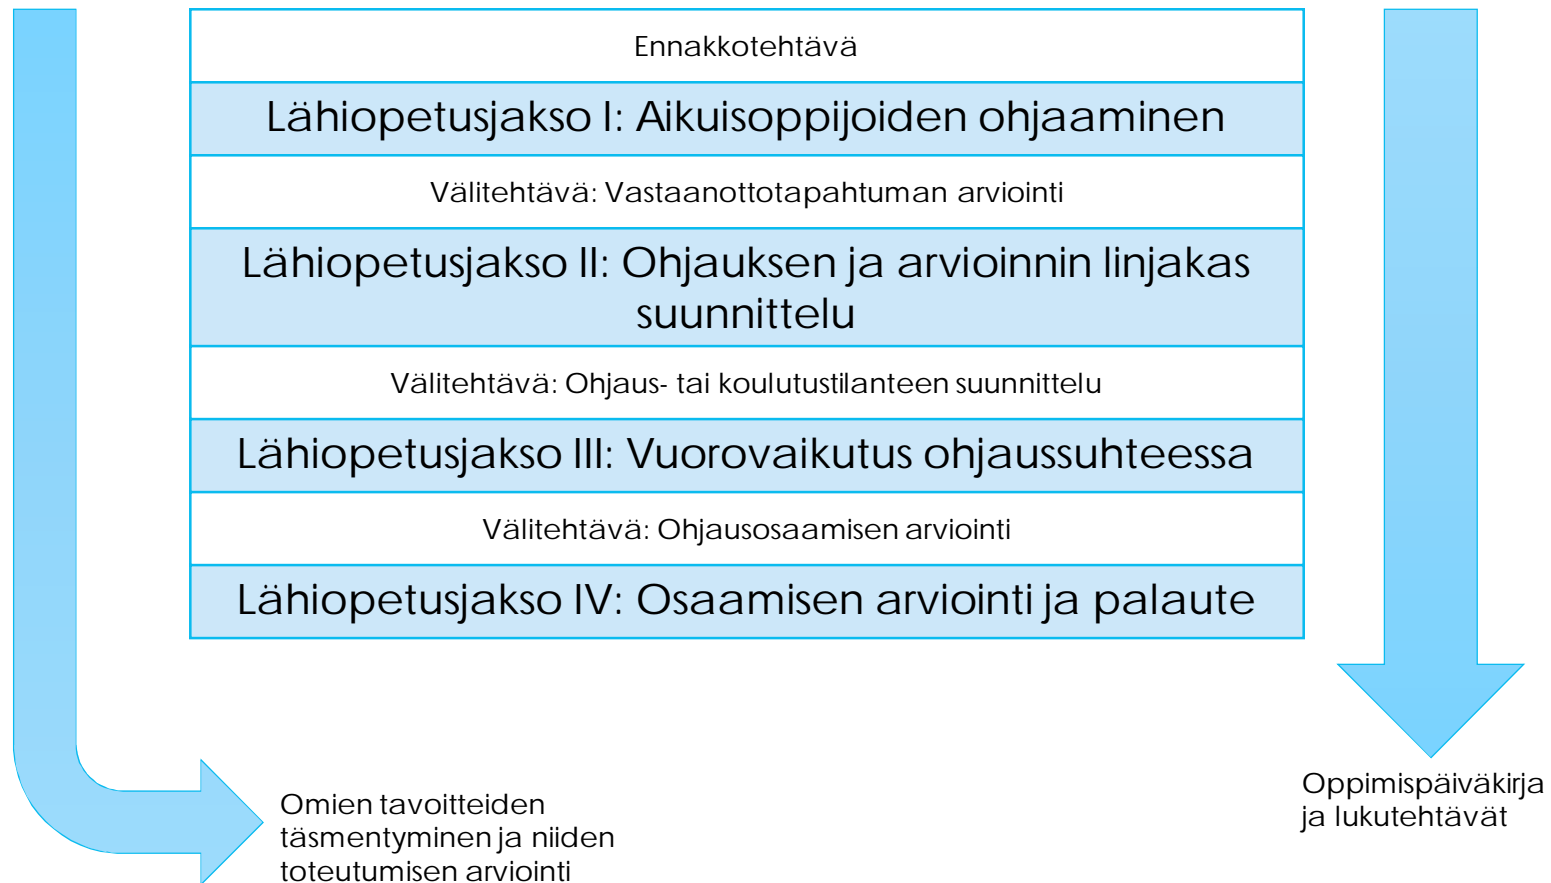 Ennakkotehtävä
Lähiopetusjakso I: Aikuisoppijoiden ohjaaminen
Välitehtävä: Vastaanottotapahtuman arviointi
Lähiopetusjakso II: Ohjauksen ja arvioinnin linjakas
suunnittelu
Välitehtävä: Ohjaus- tai koulutustilanteen suunnittelu
Lähiopetusjakso III: Vuorovaikutus ohjaussuhteessa
Välitehtävä: Ohjausosaamisen arviointi
Lähiopetusjakso IV: Osaamisen arviointi ja palaute
Omien tavoitteiden
täsmentyminen ja niiden
toteutumisen arviointi
Oppimispäiväkirja
ja lukutehtävät